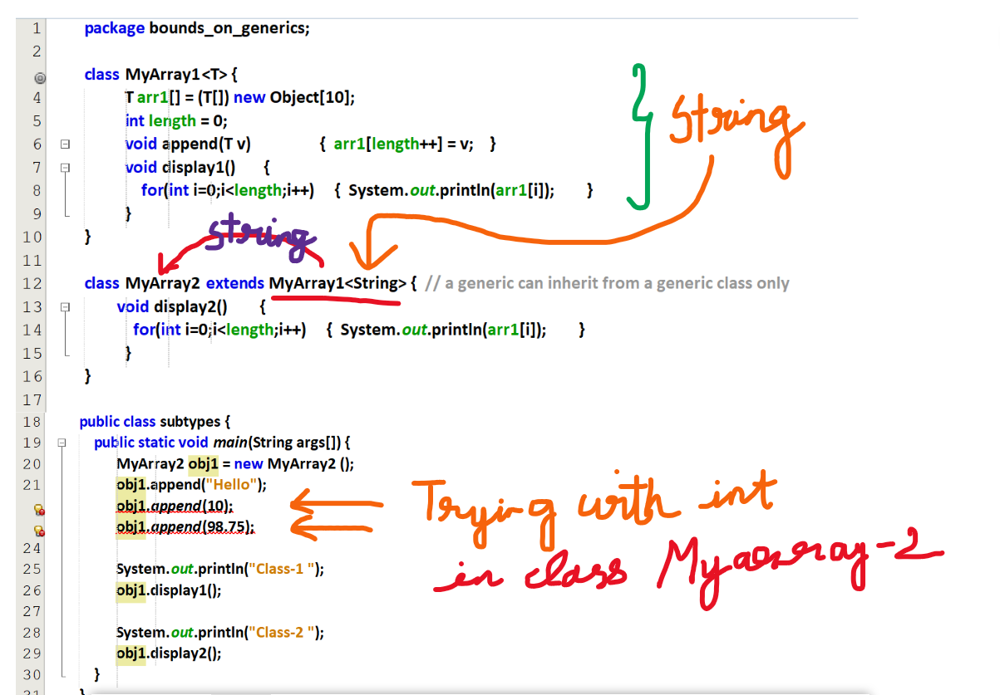 1 package bounds_on_generics;
2
class MyArray1<T> {
4 T arr1[] = (T[]) new Object[10];
5 int length = 0;
6 void append(T v) { arr1[length++] = v; }
7 void display1() {
8 for(int i=0;i<length;i++) { System.out.println(arr1[i]); }
9 }
String
10 }
string
11
12 class MyArray2 extends MyArray1<String> { // a generic can inherit from a generic class only
13 void display2() {
14 for(int i=0;i<length;i++) { System.out.println(arr1[i]); }
15 }
16 }
17
18 public class subtypes {
19 public static void main(String args[]) {
20 MyArray2 obj1 = new MyArray2 ();
21 obj1.append("Hello");
obj1.append(10);
obj1.append(98.75);
Trying with int
in class Myarray-2
24
25 System.out.println("Class-1 ");
26 obj1.display1();
27
28 System.out.println("Class-2 ");
29 obj1.display2();
30 }
31 }